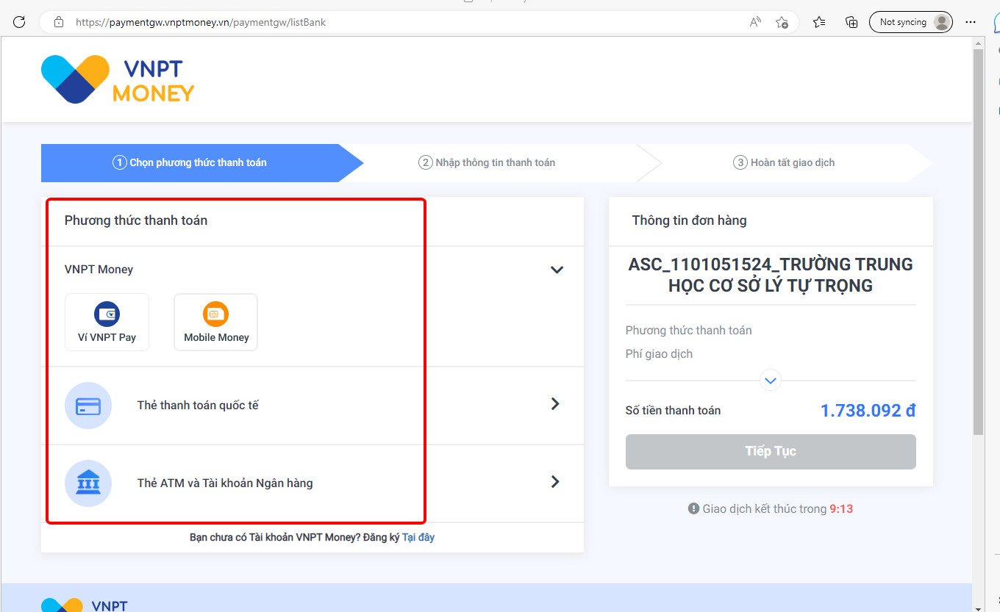 https://paymentgw.vnptmoney.vn/paymentgw/listBank
Not syncing
VNPT
MONEY
1 Chọn phương thức thanh toán
2 Nhập thông tin thanh toán
3 Hoàn tất giao dịch
Phương thức thanh toán
VNPT Money
Ví VNPT Pay
Mobile Money
Thẻ thanh toán quốc tế
Thẻ ATM và Tài khoản Ngân hàng
Bạn chưa có Tài khoản VNPT Money? Đăng ký Tại đây
Thông tin đơn hàng
ASC_1101051524_TRƯỜNG TRUNG
HỌC CƠ SỞ LÝ TỰ TRỌNG
Phương thức thanh toán
Phí giao dịch
Số tiền thanh toán 1.738.092 đ
Tiếp Tục
Giao dịch kết thúc trong 9:13
VNPT